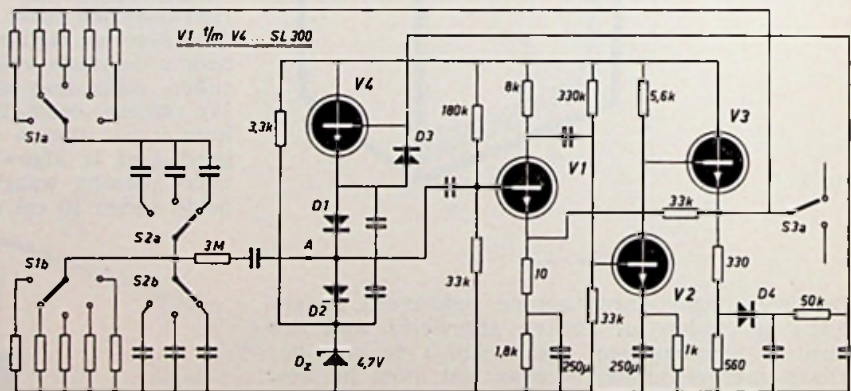 V1 t/m V4 ... SL300
V4
8k
330k
5,6k
V3
180k
3,3k
D3
V1
S1a
D1
33k
S3a
S2a
3M
A
S1b
S2b
D2
33k
10
V2
330
33k
D4
50k
Dz
4,7V
1,8k
250μ
250μ
1k
560